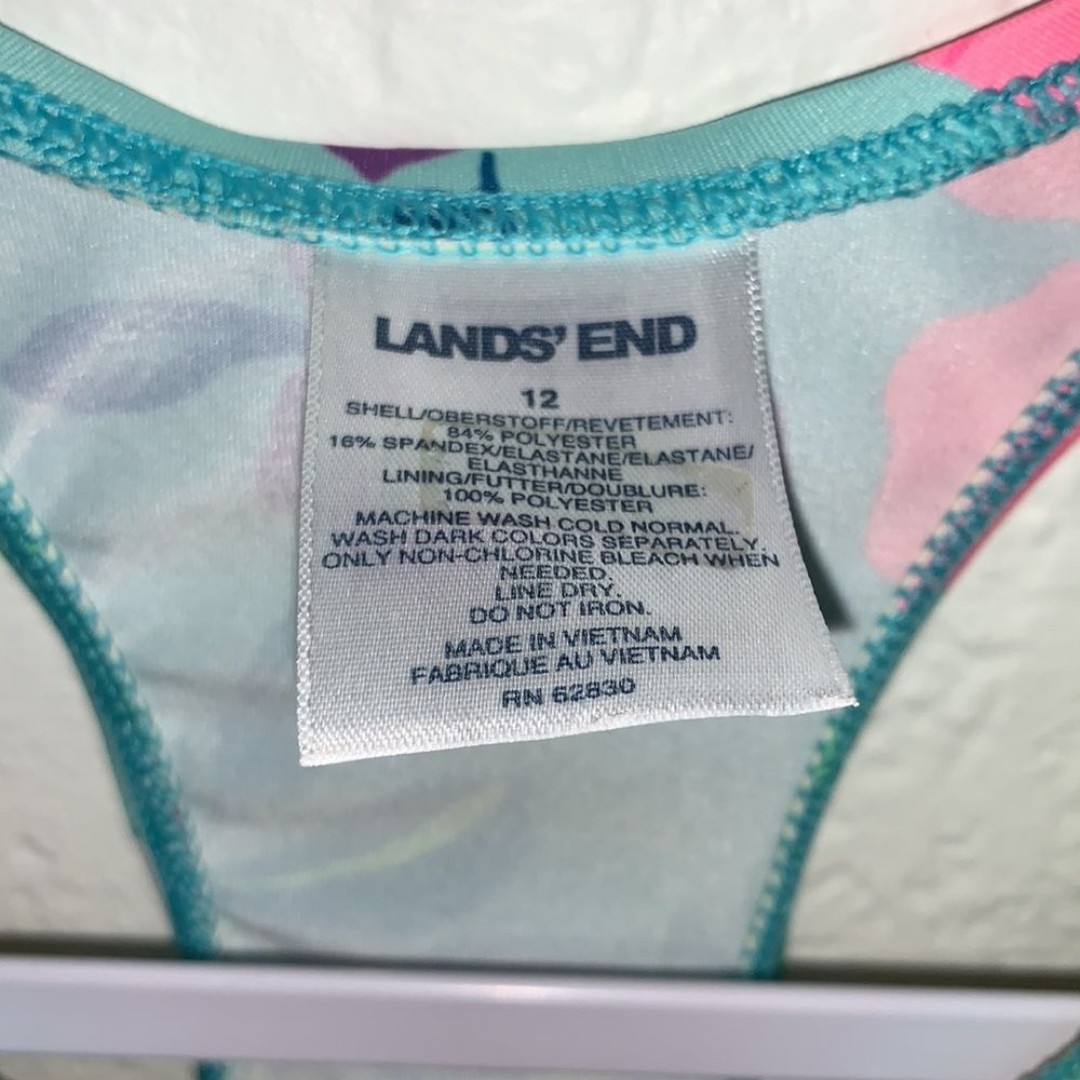 LANDS' END
12
SHELL/OBERSTOFF/REVETEMENT:
84% POLYESTER
16% SPANDEX/ELASTANE/ELASTANE/
ELASTHANNE
LINING/FUTTER/DOUBLURE:
100% POLYESTER
MACHINE WASH COLD NORMAL.
WASH DARK COLORS SEPARATELY.
ONLY NON-CHLORINE BLEACH WHEN
NEEDED.
LINE DRY.
DO NOT IRON.
MADE IN VIETNAM
FABRIQUE AU VIETNAM
RN 62830